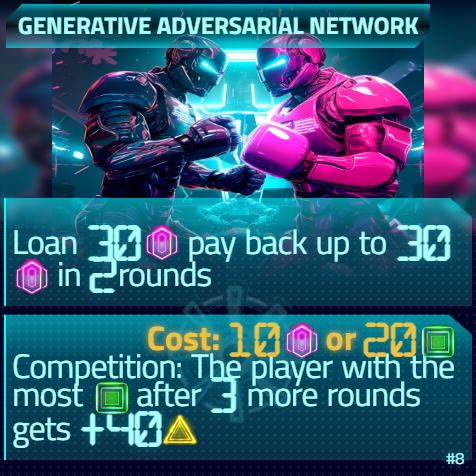 GENERATIVE ADVERSARIAL NETWORK
Loan 30 pay back up to 30
in 2 rounds
Cost: 10 or 20
Competition: The player with the
most after 3 more rounds
gets +40
#8